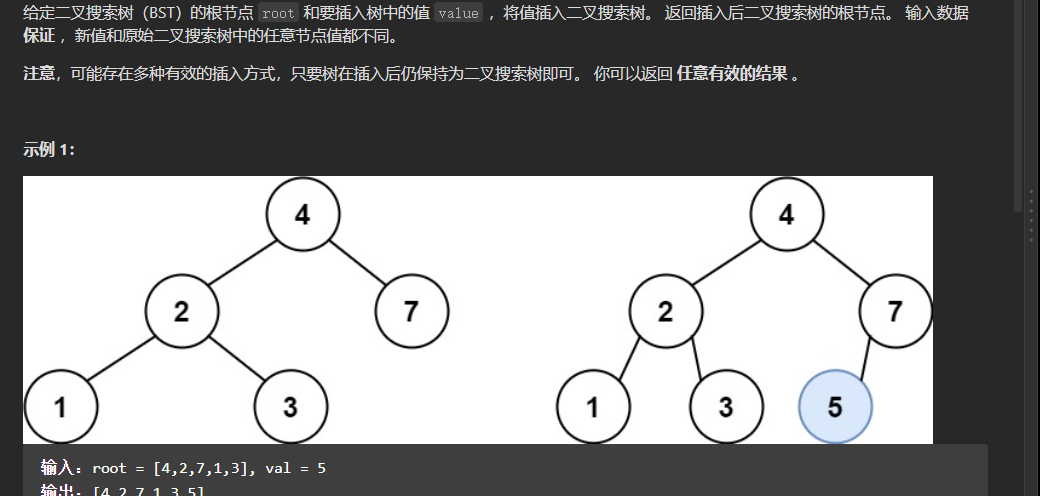 给定二叉搜索树（BST）的根节点 root 和要插入树中的值 value ，将值插入二叉搜索树。 返回插入后二叉搜索树的根节点。 输入数据
保证 ，新值和原始二叉搜索树中的任意节点值都不同。
注意，可能存在多种有效的插入方式，只要树在插入后仍保持为二叉搜索树即可。 你可以返回 任意有效的结果 。
示例 1：
4 4
2 7 2 7
1 3 1 3 5
输入：root = [4,2,7,1,3], val = 5
输出：[4,2,7,1,3,5]